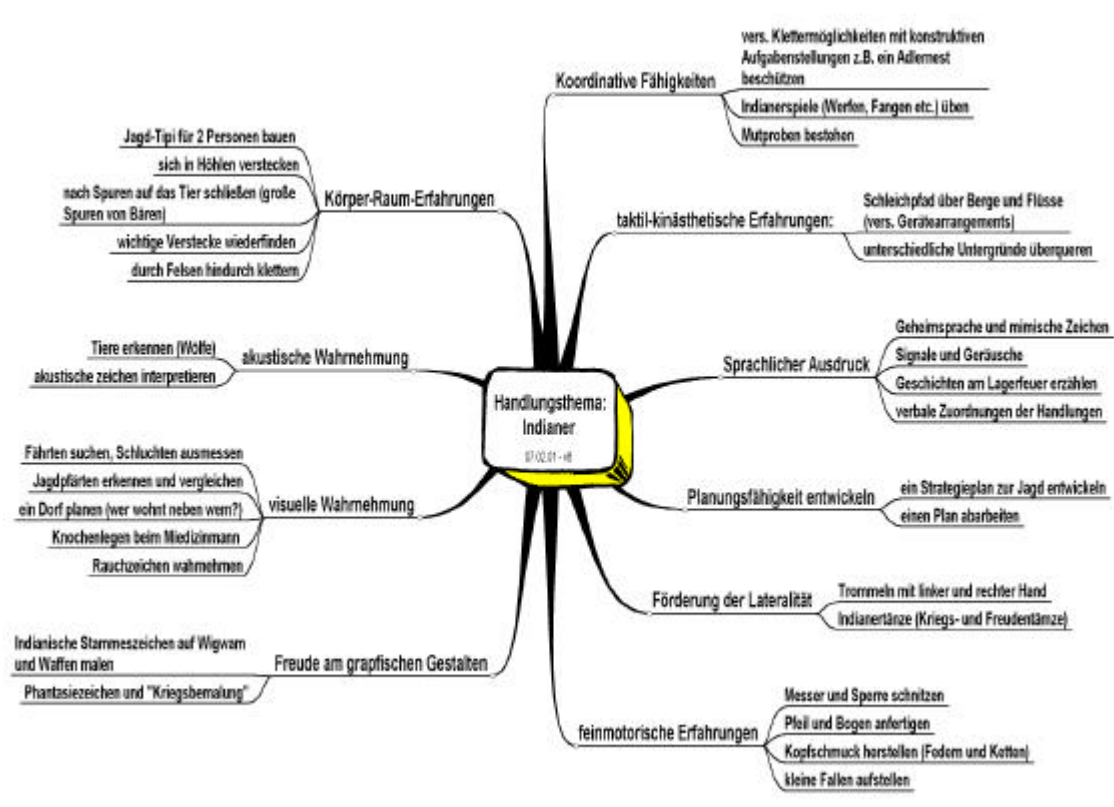 Handlungsthema:
Indianer
07.02.01 - v6
Koordinative Fähigkeiten
vers. Klettermöglichkeiten mit konstruktiven
Aufgabenstellungen z.B. ein Adlernest
beschützen
Indianerspiele (Werfen, Fangen etc.) üben
Mutproben bestehen
taktil-kinästhetische Erfahrungen:
Schleichpfad über Berge und Flüsse
(vers. Gerätearrangements)
unterschiedliche Untergründe überqueren
Sprachlicher Ausdruck
Geheimsprache und mimische Zeichen
Signale und Geräusche
Geschichten am Lagerfeuer erzählen
verbale Zuordnungen der Handlungen
Planungsfähigkeit entwickeln
ein Strategieplan zur Jagd entwickeln
einen Plan abarbeiten
Förderung der Lateralität
Trommeln mit linker und rechter Hand
Indianertänze (Kriegs- und Freudentämze)
feinmotorische Erfahrungen
Messer und Sperre schnitzen
Pfeil und Bogen anfertigen
Kopfschmuck herstellen (Federn und Ketten)
kleine Fallen aufstellen
Körper-Raum-Erfahrungen
Jagd-Tipi für 2 Personen bauen
sich in Höhlen verstecken
nach Spuren auf das Tier schließen (große
Spuren von Bären)
wichtige Verstecke wiederfinden
durch Felsen hindurch klettern
akustische Wahrnehmung
Tiere erkennen (Wölfe)
akustische zeichen interpretieren
visuelle Wahrnehmung
Fährten suchen, Schluchten ausmessen
Jagdpfärten erkennen und vergleichen
ein Dorf planen (wer wohnt neben wem?)
Knochenlegen beim Miedizinmann
Rauchzeichen wahrnehmen
Freude am grapfischen Gestalten
Indianische Stammeszeichen auf Wigwam
und Waffen malen
Phantasiezeichen und "Kriegsbemalung"